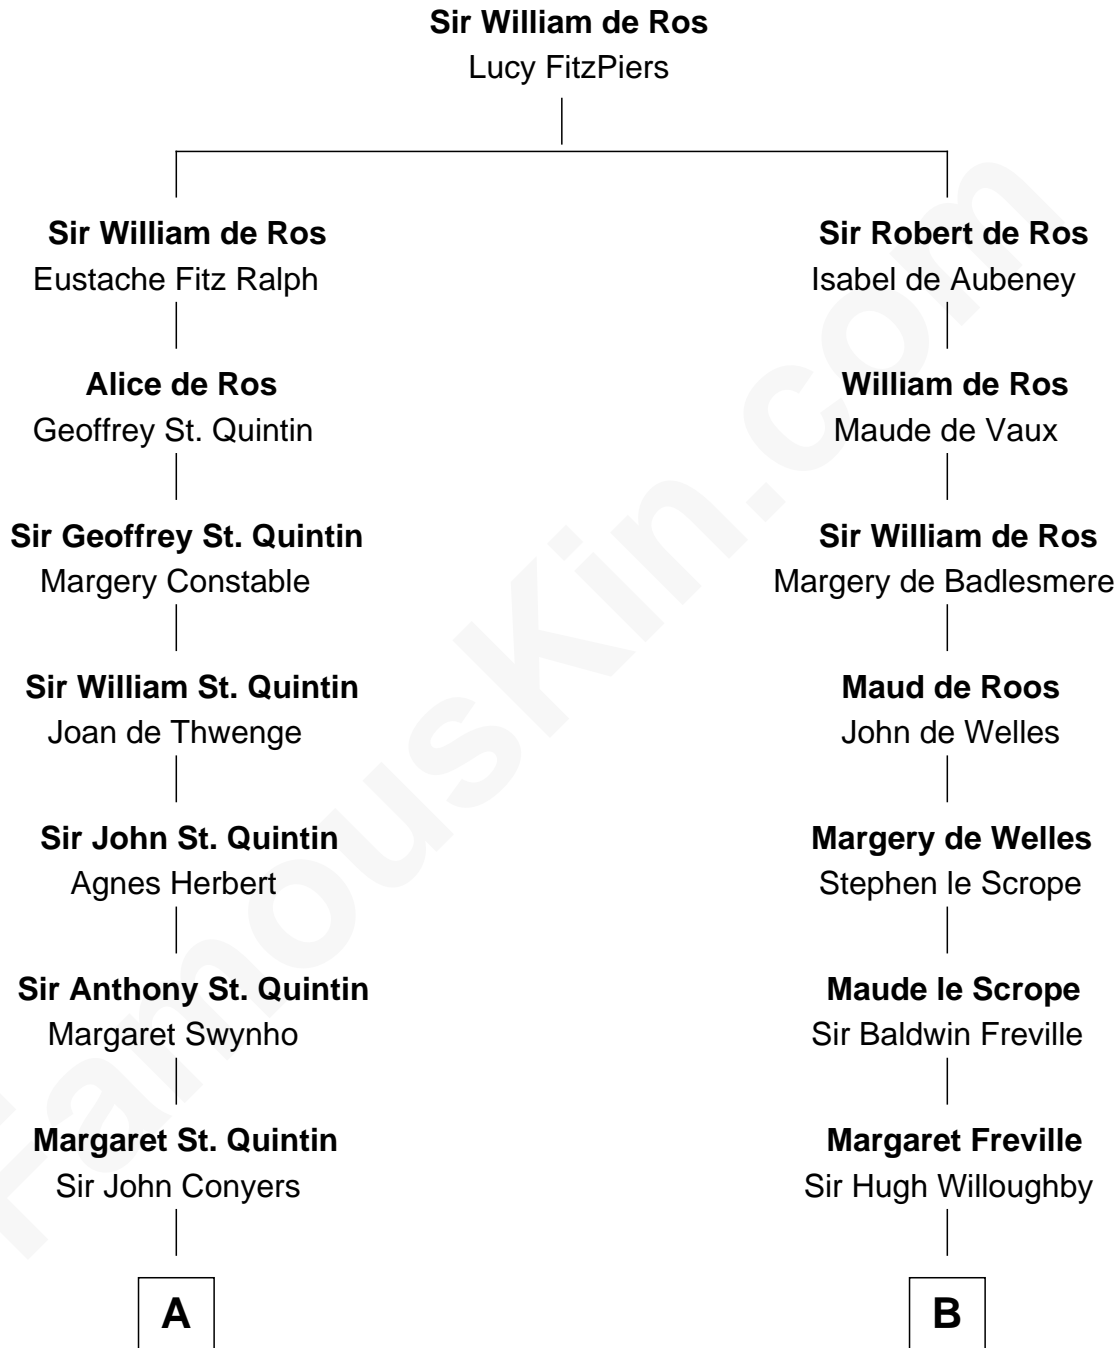 Sir William de Ros
Lucy FitzPiers
Sir William de Ros
Eustache Fitz Ralph
Sir Robert de Ros
Isabel de Aubeney
Alice de Ros
Geoffrey St. Quintin
William de Ros
Maude de Vaux
Sir Geoffrey St. Quintin
Margery Constable
Sir William de Ros
Margery de Badlesmere
Sir William St. Quintin
Joan de Thwenge
Maud de Roos
John de Welles
Sir John St. Quintin
Agnes Herbert
Margery de Welles
Stephen le Scrope
Sir Anthony St. Quintin
Margaret Swynho
Maude le Scrope
Sir Baldwin Freville
Margaret St. Quintin
Sir John Conyers
Margaret Freville
Sir Hugh Willoughby
A
B
FamousKin.com